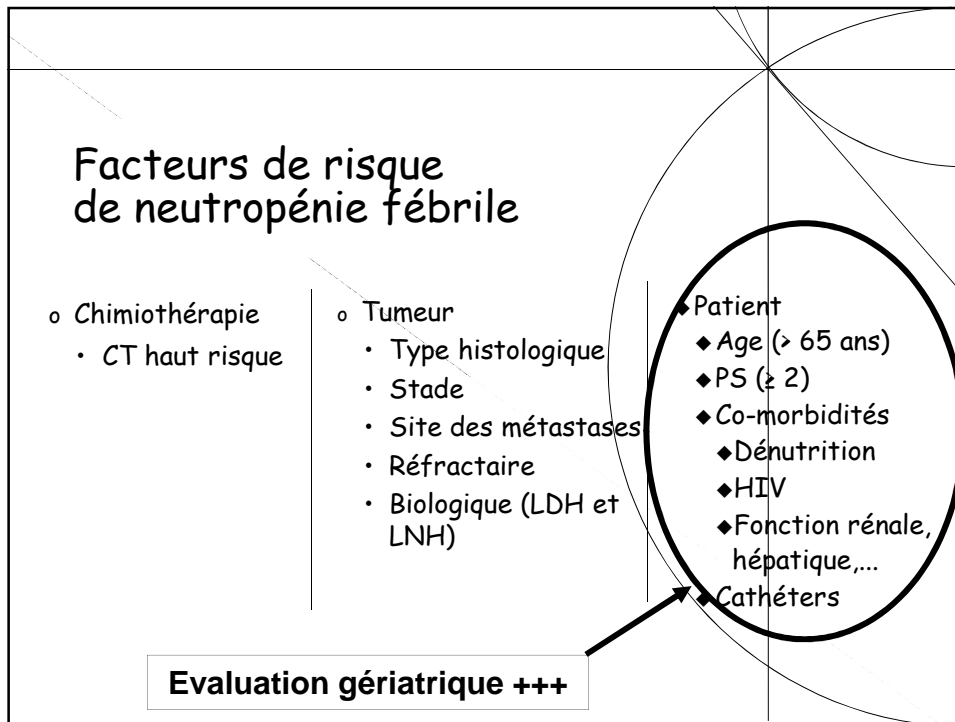 Facteurs de risque
de neutropénie fébrile
o Chimiothérapie
• CT haut risque
o Tumeur
• Type histologique
• Stade
• Site des métastases
• Réfractaire
• Biologique (LDH et
LNH)
◆Patient
◆Age (> 65 ans)
◆PS (≥ 2)
◆Co-morbidités
◆Dénutrition
◆HIV
◆Fonction rénale,
hépatique,...
◆Cathéters
Evaluation gériatrique +++